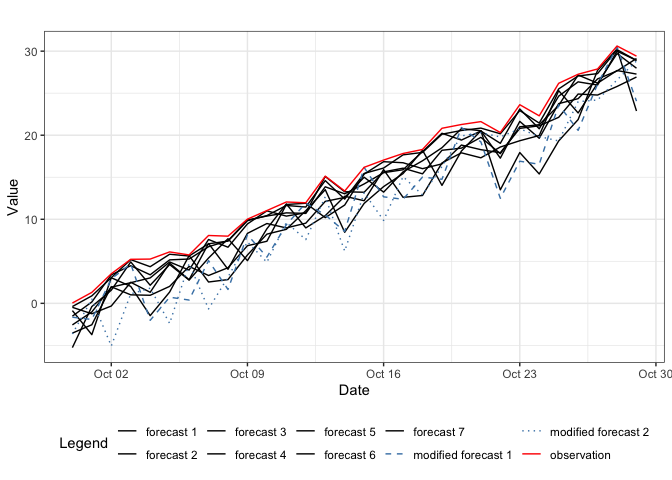 30
20
10
0
Value
Oct 02 Oct 09 Oct 16 Oct 23 Oct 30
Date
Legend
forecast 1 forecast 3 forecast 5 forecast 7 modified forecast 2
forecast 2 forecast 4 forecast 6 modified forecast 1 observation